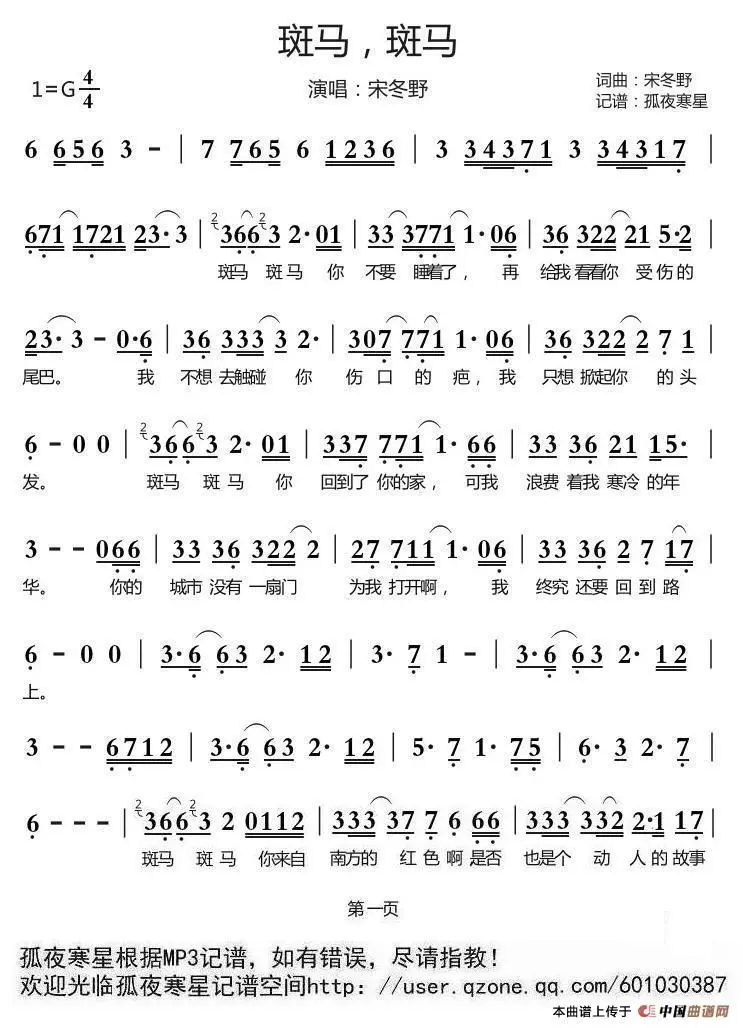 斑马，斑马
1=G 4/4
演唱：宋冬野
词曲：宋冬野
记谱：孤夜寒星
6 656 3 - | 7 765 6 1236 | 3 34371 3 34317 |
671 1721 23·3 | 2 366 2 3 2·01 | 33 3771 1·06 | 36 322 21 5·2 |
斑马 斑马 你 不要 睡着了， 再 给我看看你 受伤的
23·3 - 0·6 | 36 333 3 2· | 307 771 1·06 | 36 322 2 7 1 |
尾巴。 我 不想去触碰 你 伤口的 疤，我 只想掀起你 的头
6 - 0 0 | 2 366 2 3 2·01 | 337 771 1·66 | 33 36 21 15· |
发。 斑马 斑马 你 回到了你的家，可我 浪费着我寒冷的年
3 - - 066 | 33 36 322 2 | 27 711 1·06 | 33 36 2 7 17 |
华。 你的 城市没有一扇门 为我打开啊， 我 终究还要回到路
6 - 0 0 | 3·6 63 2·12 | 3·7 1 - | 3·6 63 2·12 |
上。
3 - - 6712 | 3·6 63 2·12 | 5·7 1·75 | 6·3 2·7 |
6 - - - | 2 366 2 3 2 0112 | 333 37 7 6 66 | 333 332 2·1 17 |
斑马 斑马 你来自 南方的 红色啊是否 也是个 动人的故事
第一页
孤夜寒星根据MP3记谱，如有错误，尽请指教！
欢迎光临孤夜寒星记谱空间http：//user.qzone.qq.com/601030387
本曲谱上传于 中国曲谱网